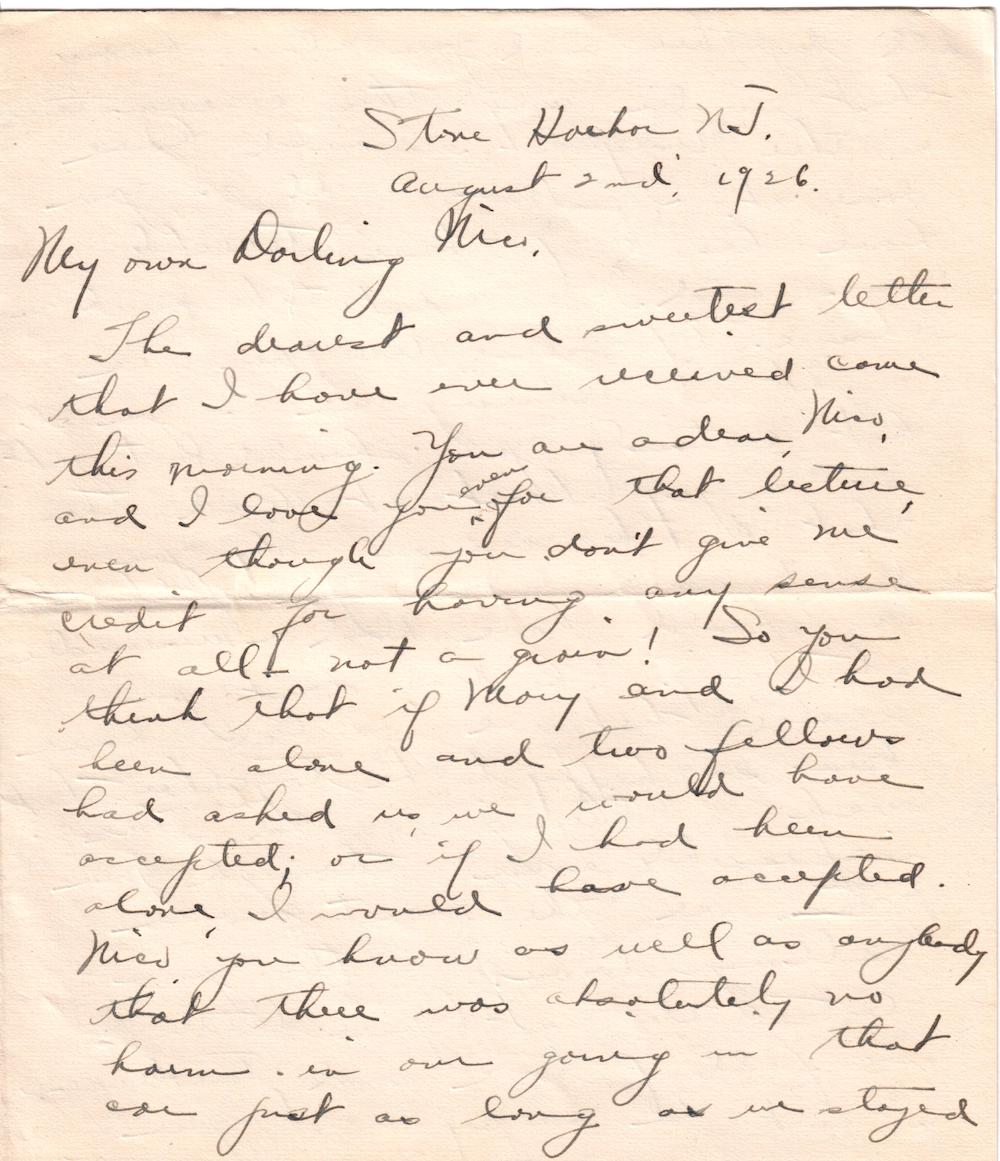 Stone Harbor N.J.
August 2nd, 1926.
My own Darling Nico,
The dearest and sweetest letter
that I have ever received came
this morning. You are a dear, Nico,
and I love you even for that lecture,
even though you don't give me
credit for having any sense
at all - not a grain! So you
think that if Mary and I had
been alone and two fellows
had asked us, we would have
accepted; or if I had been
alone, I would have accepted.
Nico, you know as well as anybody
that there was absolutely no
harm in our going in that
car just as long as we stayed